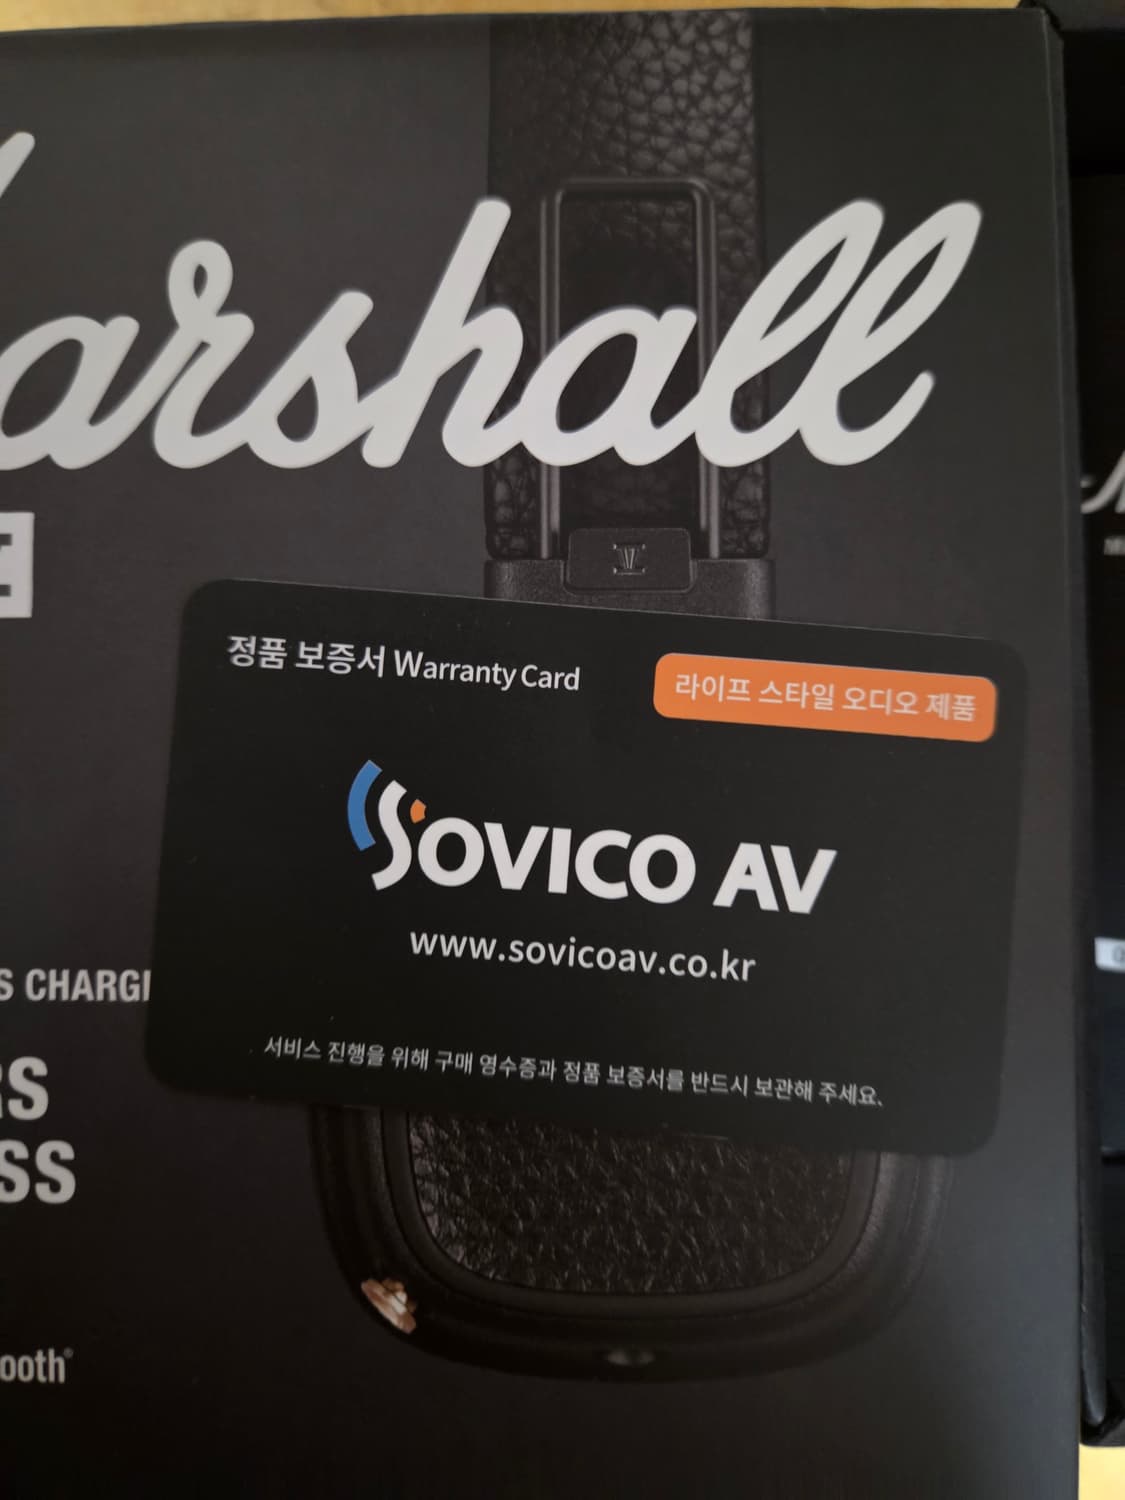 Marshall
정품 보증서 Warranty Card
라이프 스타일 오디오 제품
SOVICO AV
www.sovicoav.co.kr
서비스 진행을 위해 구매 영수증과 정품 보증서를 반드시 보관해 주세요.
S CHARGI
RS
SS
ooth